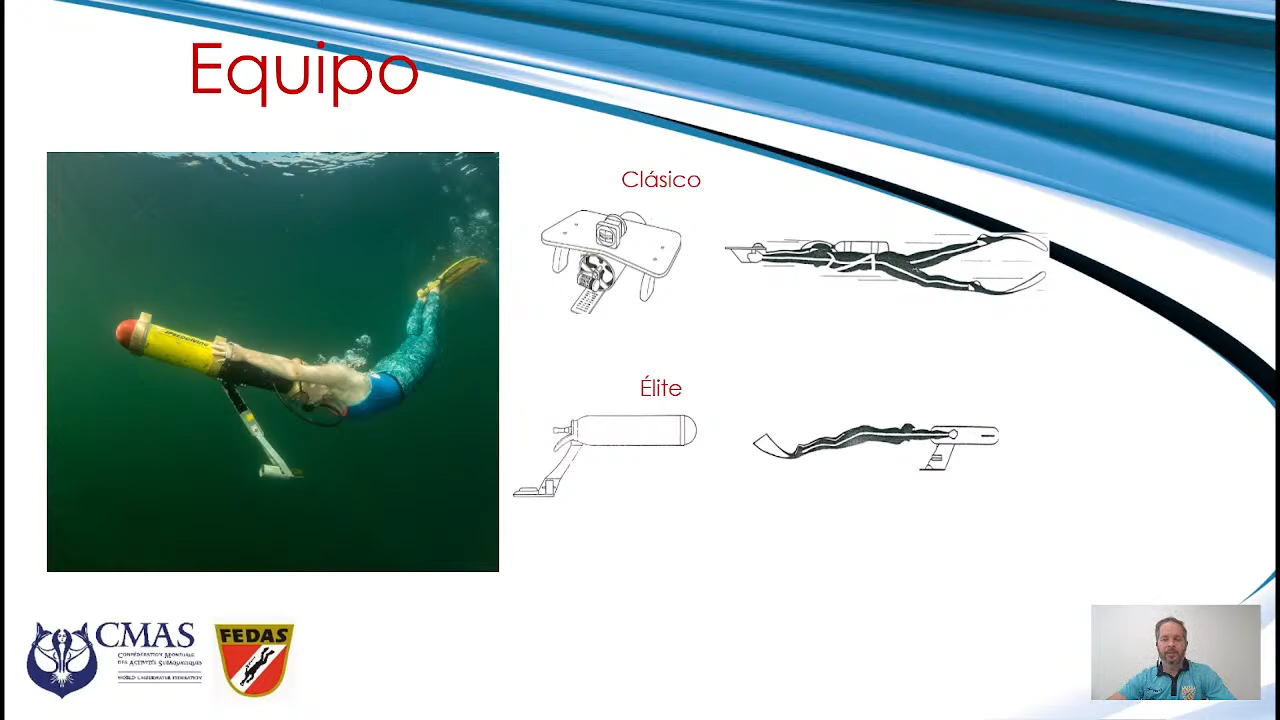 Equipo
Clásico
Élite
CMAS
CONFÉDÉRATION MONDIALE
DES ACTIVITÉS SUBAQUATIQUES
WORLD UNDERWATER FEDERATION
FEDAS